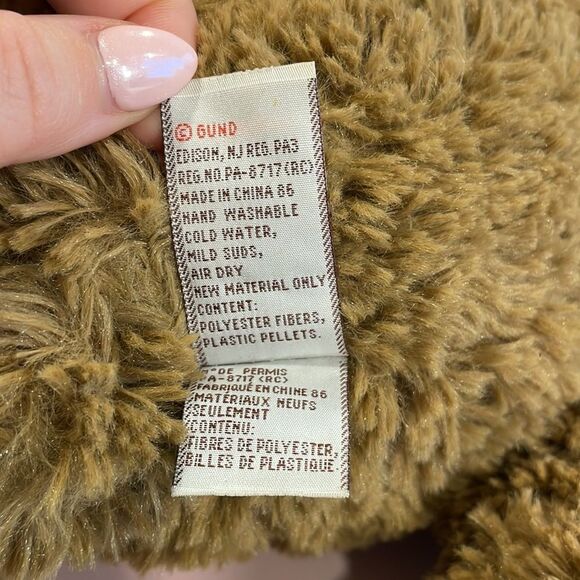 © GUND
EDISON, NJ REG. PA3
REG. NO. PA-8717(RC)
MADE IN CHINA 86
HAND WASHABLE
COLD WATER,
MILD SUDS,
AIR DRY
NEW MATERIAL ONLY
CONTENT:
POLYESTER FIBERS,
PLASTIC PELLETS.
DE PERMIS
PA-8717 (RC)
FABRIQUÉ EN CHINE 86
MATÉRIAUX NEUFS
SEULEMENT
CONTENU:
FIBRES DE POLYESTER,
BILLES DE PLASTIQUE.